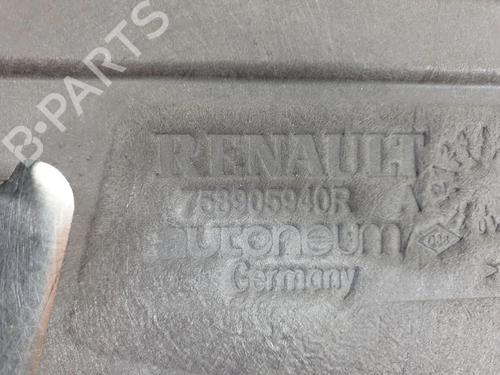 B-PARTS
RENAULT
758905940R A
autoneum
Germany